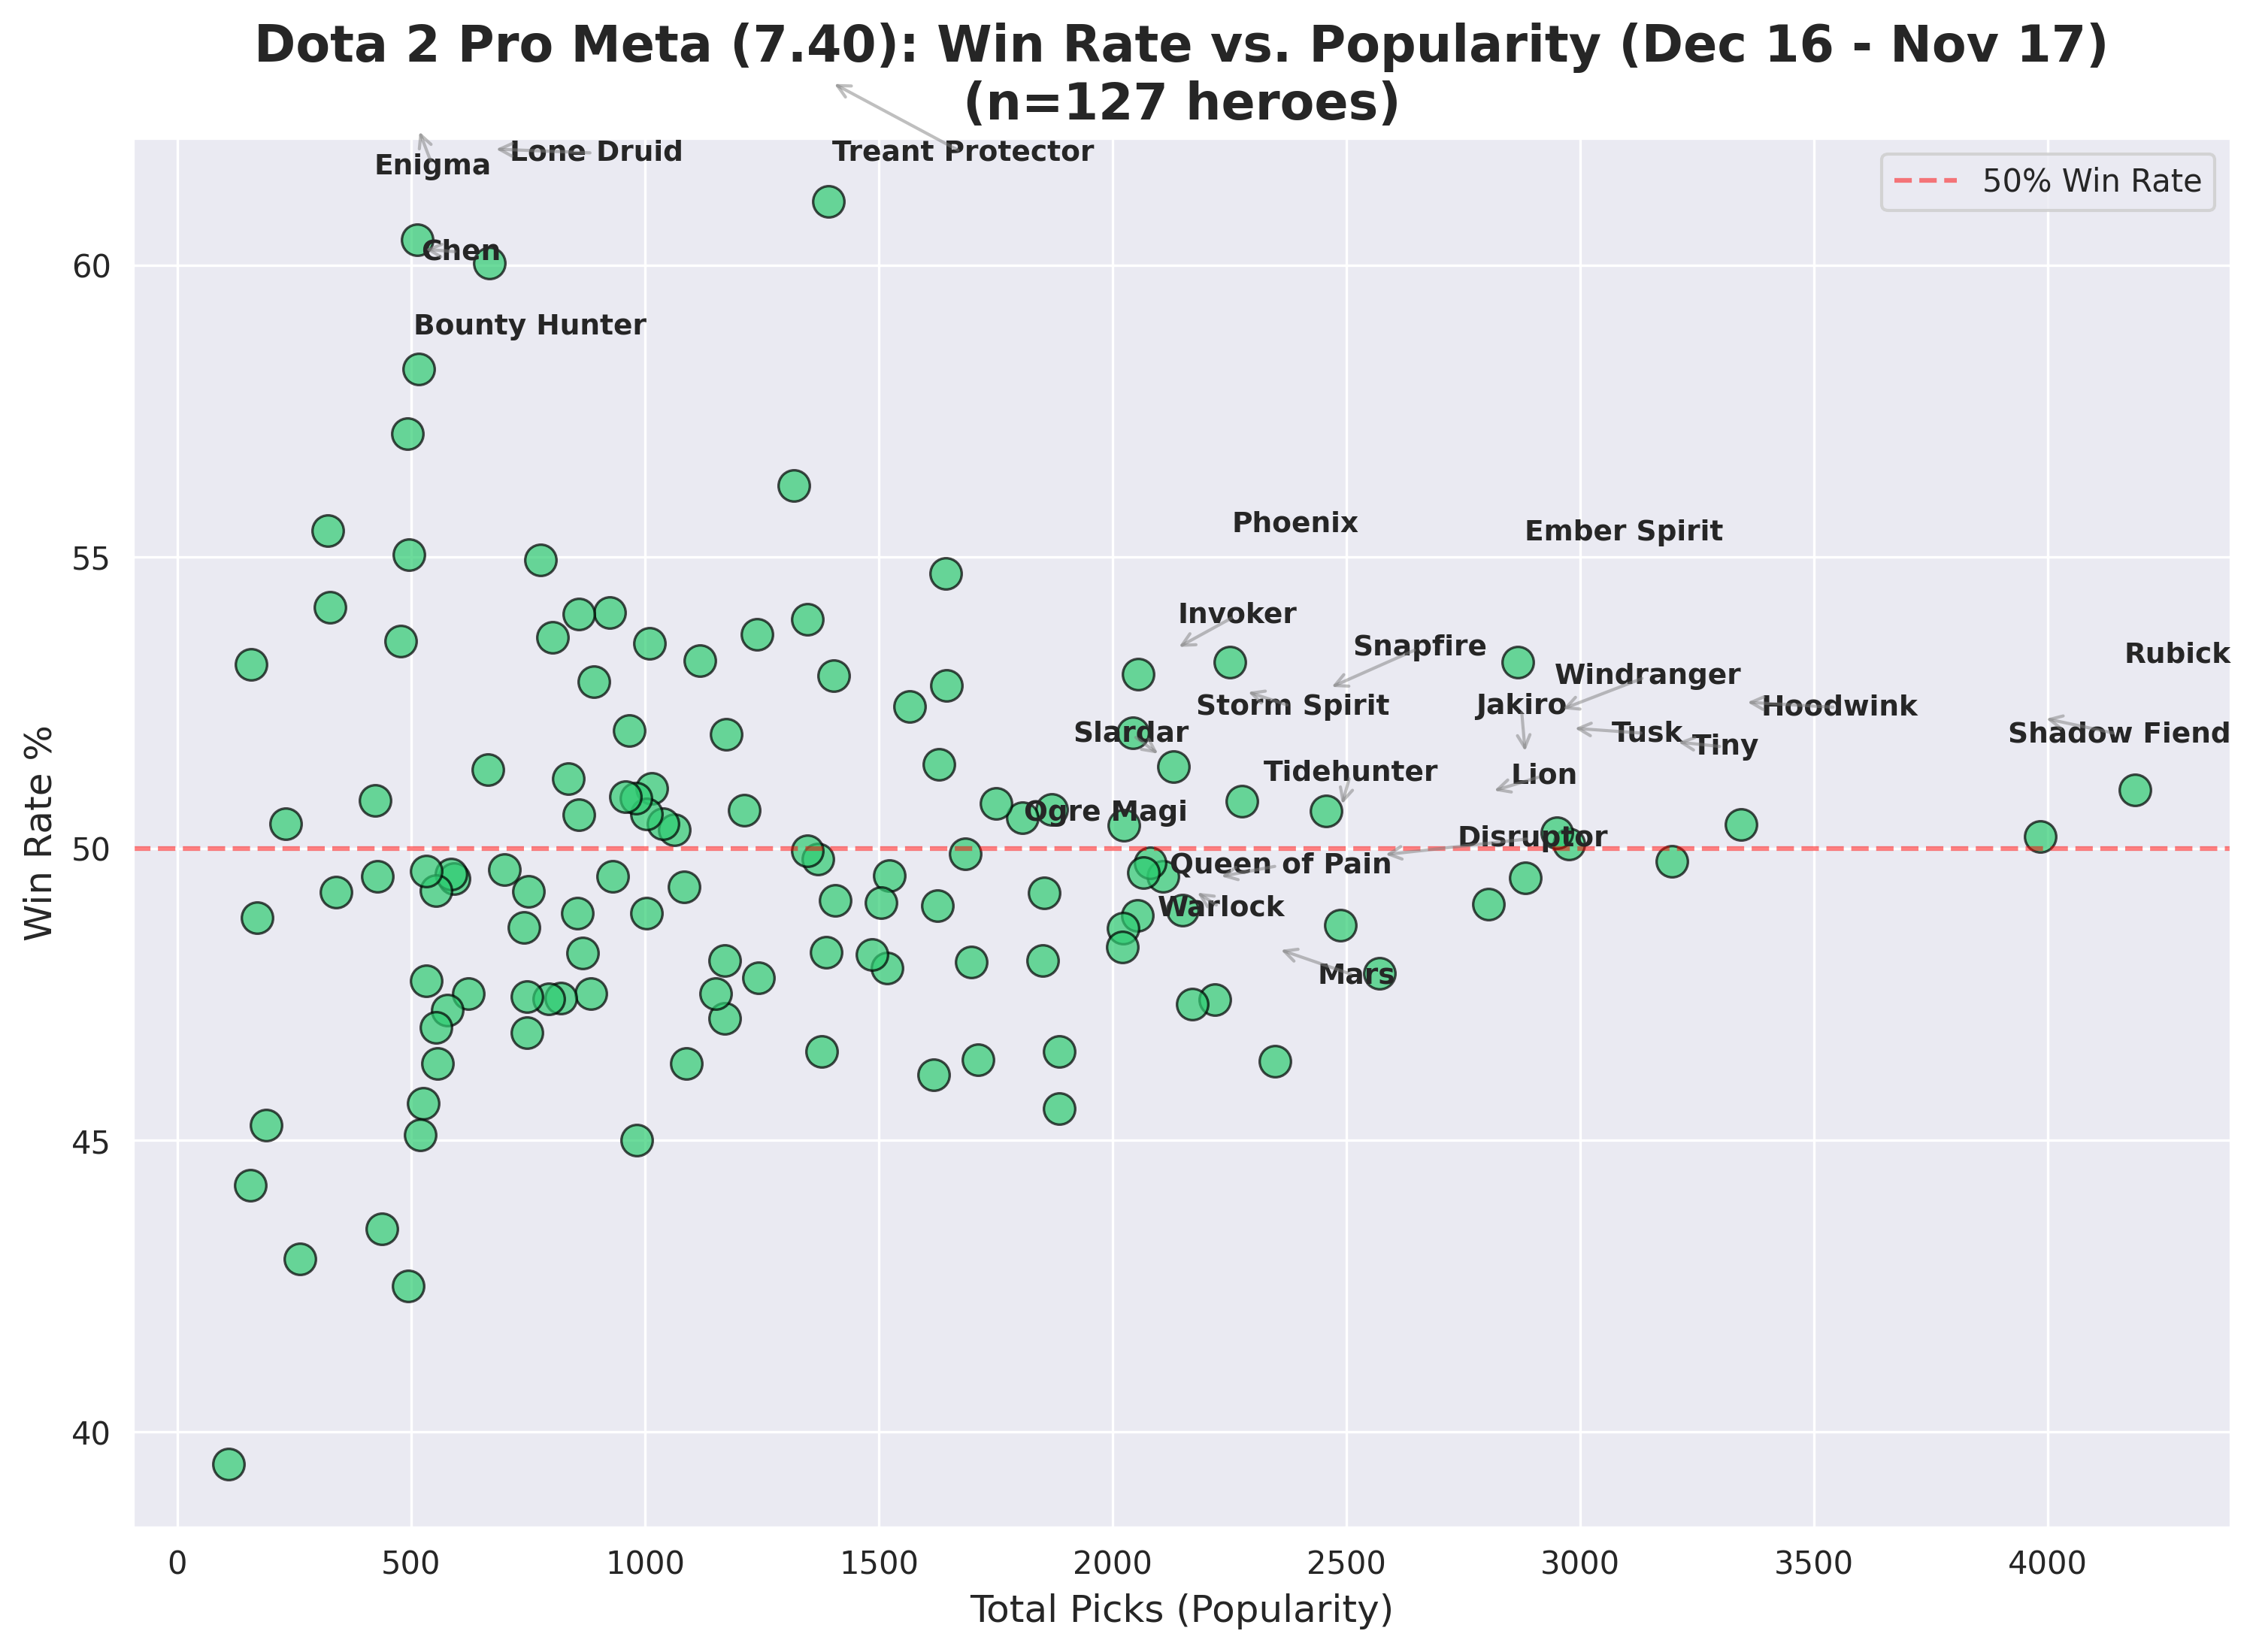 Dota 2 Pro Meta (7.40): Win Rate vs. Popularity (Dec 16 - Nov 17)
(n=127 heroes)
Enigma
Lone Druid
Treant Protector
50% Win Rate
Chen
Bounty Hunter
Phoenix
Ember Spirit
Invoker
Snapfire
Rubick
Windranger
Storm Spirit
Jakiro
Hoodwink
Slardar
Tusk
Tiny
Shadow Fiend
Tidehunter
Lion
Ogre Magi
Disruptor
Queen of Pain
Warlock
Mars
Win Rate %
60
55
50
45
40
0
500
1000
1500
2000
2500
3000
3500
4000
Total Picks (Popularity)